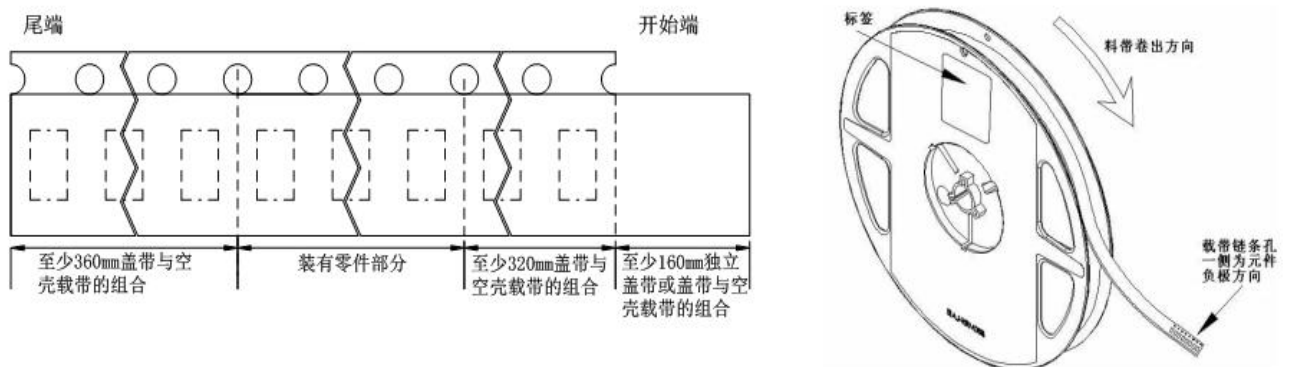 尾端
开始端
至少360mm盖带与空
壳载带的组合
装有零件部分
至少320mm盖带与
空壳载带的组合
至少160mm独立
盖带或盖带与空
壳载带的组合
标签
料带卷出方向
载带链条孔
一侧为元件
负极方向